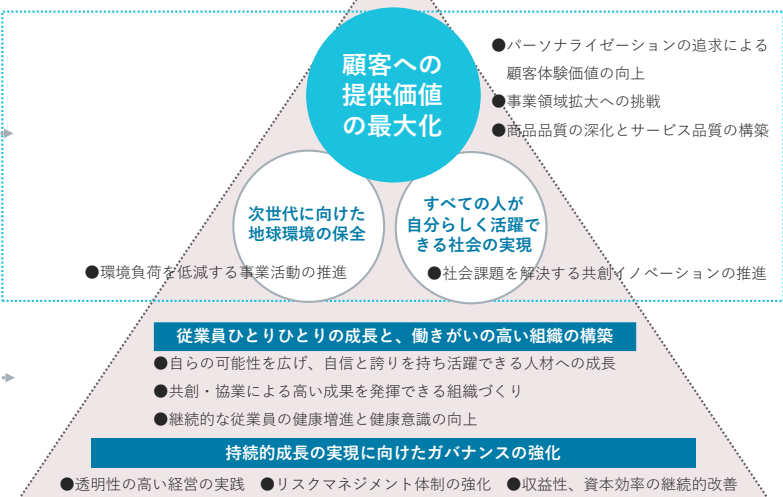 顧客への
提供価値
の最大化
●パーソナライゼーションの追求による
顧客体験価値の向上
●事業領域拡大への挑戦
●商品品質の深化とサービス品質の構築
次世代に向けた
地球環境の保全
すべての人が
自分らしく活躍で
きる社会の実現
●環境負荷を低減する事業活動の推進
●社会課題を解決する共創イノベーションの推進
従業員ひとりひとりの成長と、働きがいの高い組織の構築
●自らの可能性を広げ、自信と誇りを持ち活躍できる人材への成長
●共創・協業による高い成果を発揮できる組織づくり
●継続的な従業員の健康増進と健康意識の向上
持続的成長の実現に向けたガバナンスの強化
●透明性の高い経営の実践 ●リスクマネジメント体制の強化 ●収益性、資本効率の継続的改善